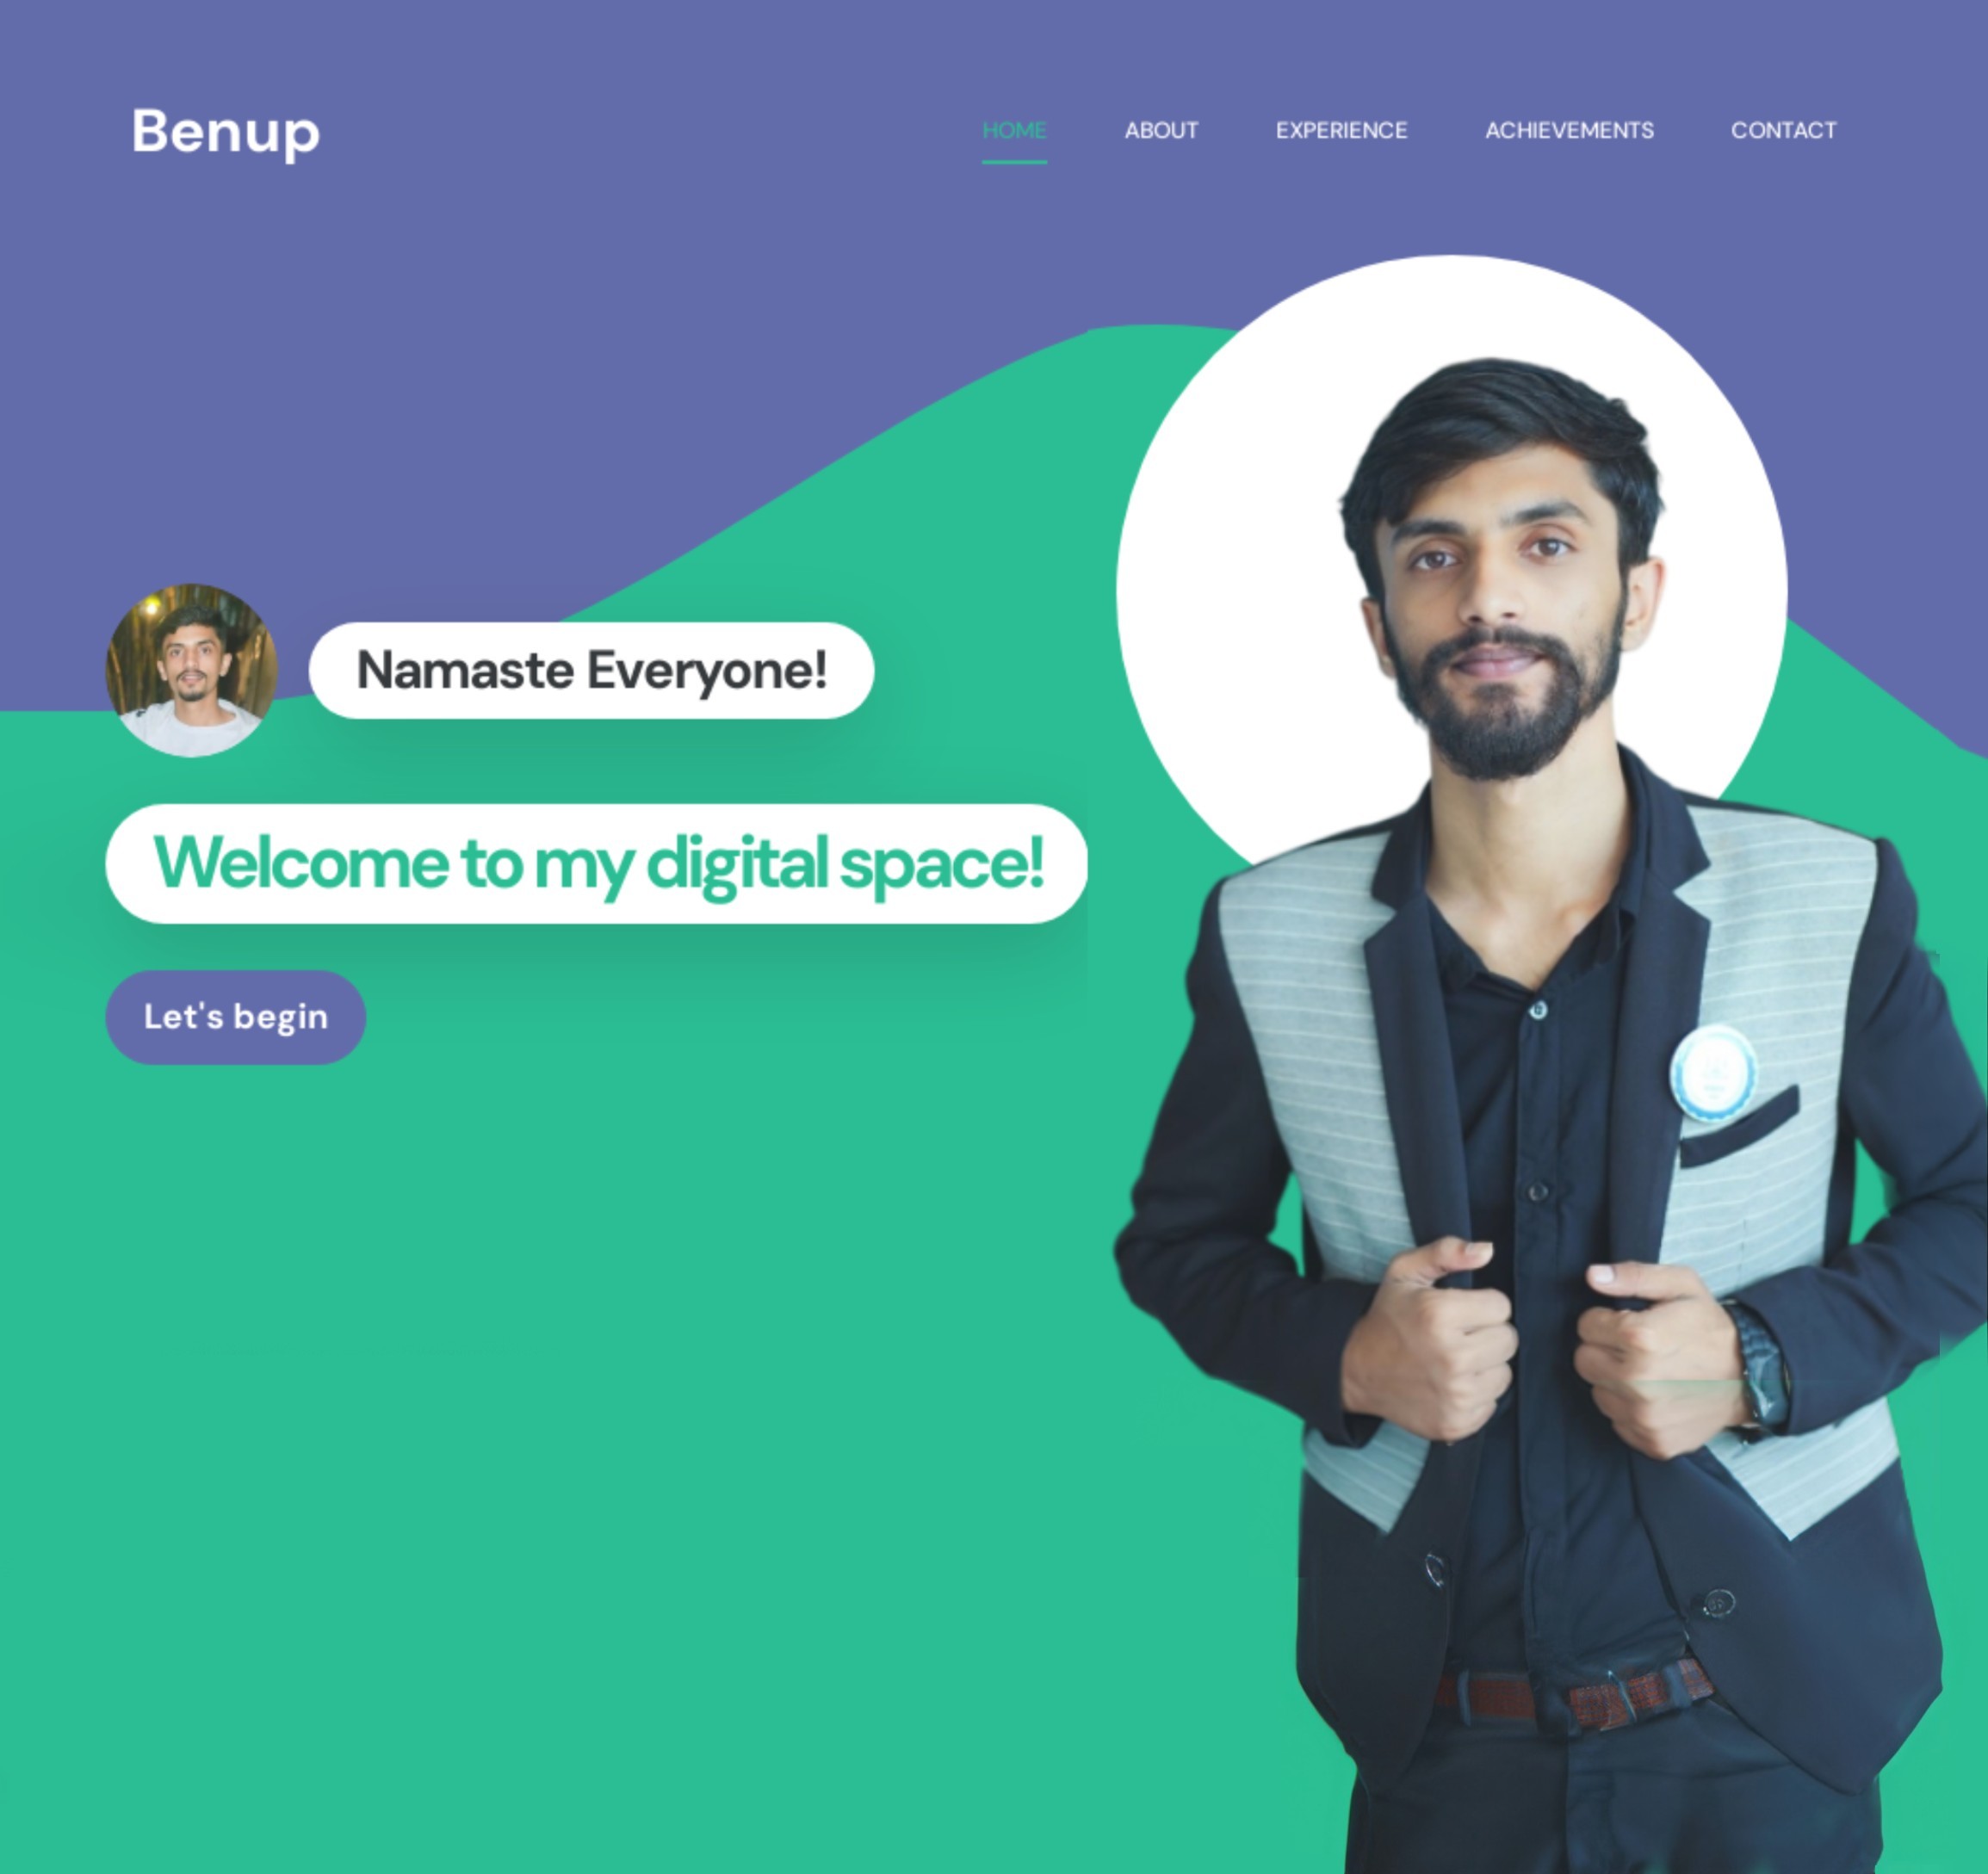 Benup
HOME ABOUT EXPERIENCE ACHIEVEMENTS CONTACT
Namaste Everyone!
Welcome to my digital space!
Let's begin